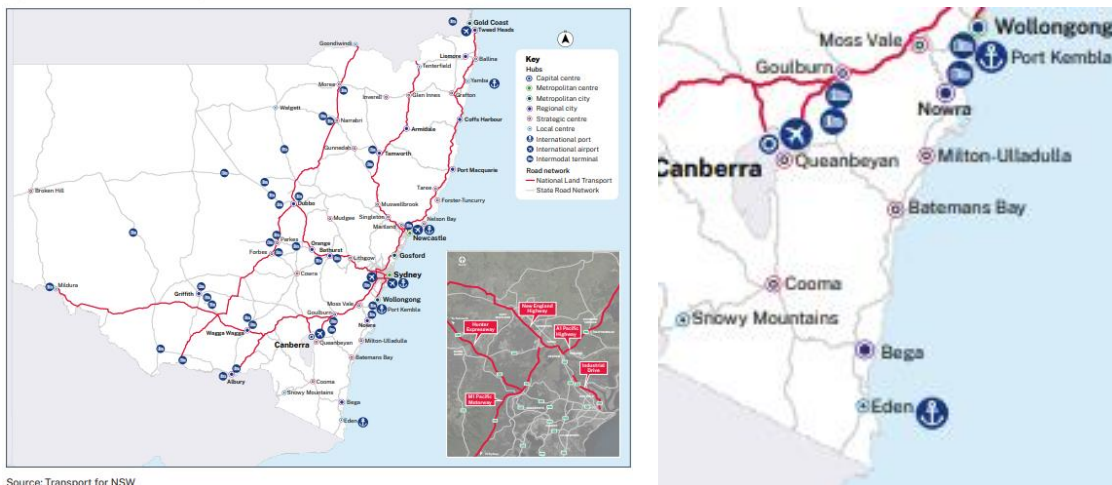 Gold Coast
Tweed Heads
Goondiwindi
Lismore
Ballina
Tenterfield
Yamba
Moree
Inverell
Glen Innes
Grafton
Walgett
Narrabri
Armidale
Coffs Harbour
Gunnedah
Tamworth
Port Macquarie
Broken Hill
Taree
Dubbo
Muswellbrook
Forster-Tuncurry
Mudgee
Singleton
Nelson Bay
Maitland
Newcastle
Parkes
Orange
Forbes
Bathurst
Lithgow
Gosford
Cowra
Sydney
Mildura
Griffith
Moss Vale
Wollongong
Goulburn
Port Kembla
Nowra
Wagga Wagga
Canberra
Queanbeyan
Milton-Ulladulla
Batemans Bay
Albury
Cooma
Snowy Mountains
Bega
Eden
Key
Hubs
Capital centre
Metropolitan centre
Metropolitan city
Regional city
Strategic centre
Local centre
International port
International airport
Intermodal terminal
Road network
National Land Transport
State Road Network
New England
Highway
Hunter
Expressway
A1 Pacific
Highway
Industrial
Drive
M1 Pacific
Motorway
Source: Transport for NSW
Wollongong
Moss Vale
Port Kembla
Goulburn
Nowra
Canberra
Queanbeyan
Milton-Ulladulla
Batemans Bay
Cooma
Snowy Mountains
Bega
Eden